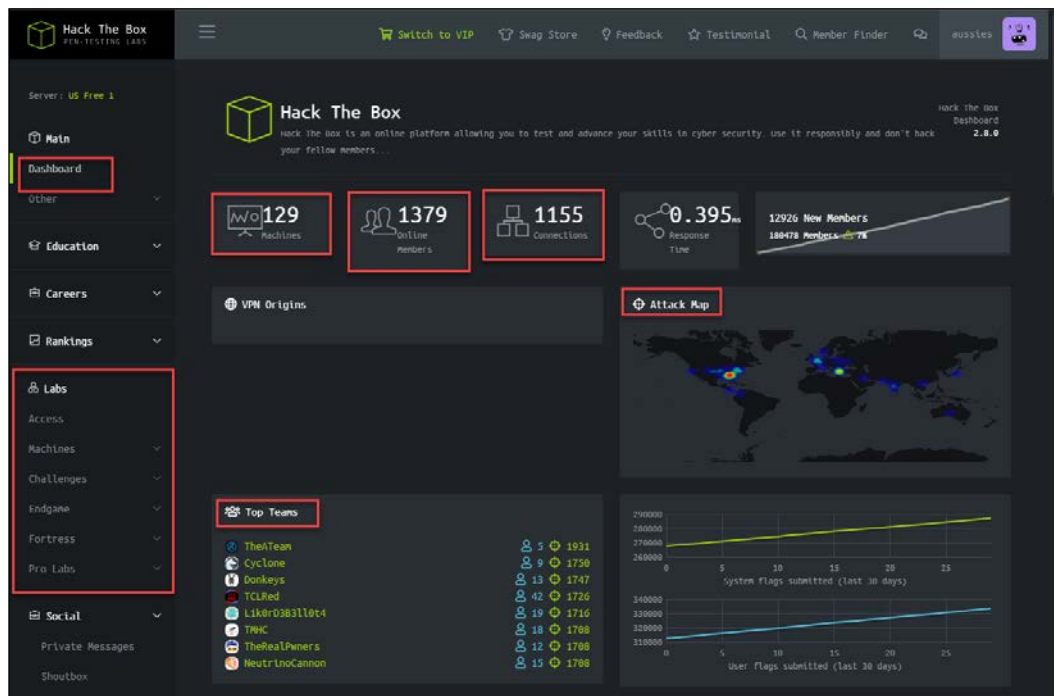 Hack The Box
PEN-TESTING LABS
Switch to VIP
Swag Store
Feedback
Testimonial
Member Finder
aussies
Server: US Free 1
Main
Dashboard
Other
Education
Careers
Rankings
Labs
Access
Machines
Challenges
Endgame
Fortress
Pro Labs
Social
Private Messages
Shoutbox
Hack The Box
Hack The Box is an online platform allowing you to test and advance your skills in cyber security. Use it responsibly and don't hack
your fellow members...
Hack The Box
Dashboard
2.8.0
129
Machines
1379
Online
Members
1155
Connections
0.395ms
Response
Time
12926 New Members
180478 Members 7%
VPN Origins
Attack Map
Top Teams
TheATeam 5 1931
Cyclone 9 1750
Donkeys 13 1747
TCLRed 42 1726
L1k0rD3B3ll0t4 19 1716
TMHC 18 1708
TheRealPwners 12 1708
NeutrinoCannon 15 1708
290000
280000
270000
260000
0 5 10 15 20 25
System flags submitted (last 30 days)
340000
330000
320000
310000
0 5 10 15 20 25
User flags submitted (last 30 days)